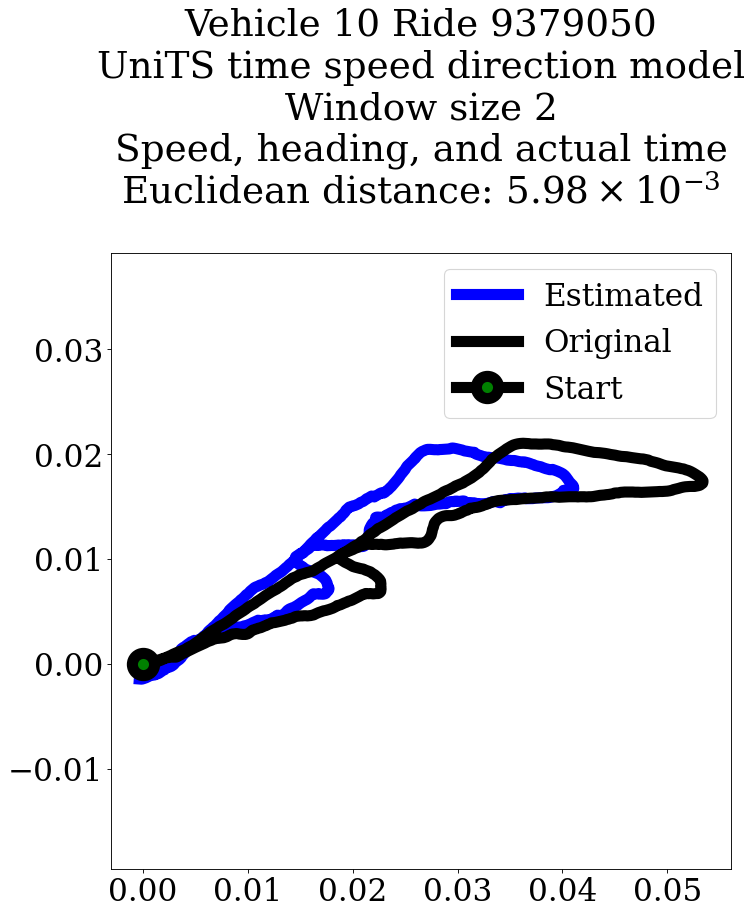 Vehicle 10 Ride 9379050
UniTS time speed direction model
Window size 2
Speed, heading, and actual time
Euclidean distance: 5.98 × 10⁻³
Estimated
Original
Start
0.03
0.02
0.01
0.00
−0.01
0.00 0.01 0.02 0.03 0.04 0.05